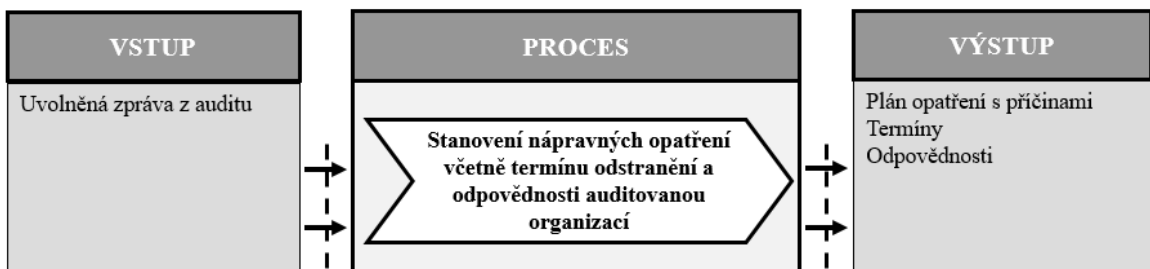 VSTUP
Uvolněná zpráva z auditu
PROCES
Stanovení nápravných opatření
včetně termínu odstranění a
odpovědnosti auditovanou
organizací
VÝSTUP
Plán opatření s příčinami
Termíny
Odpovědnosti